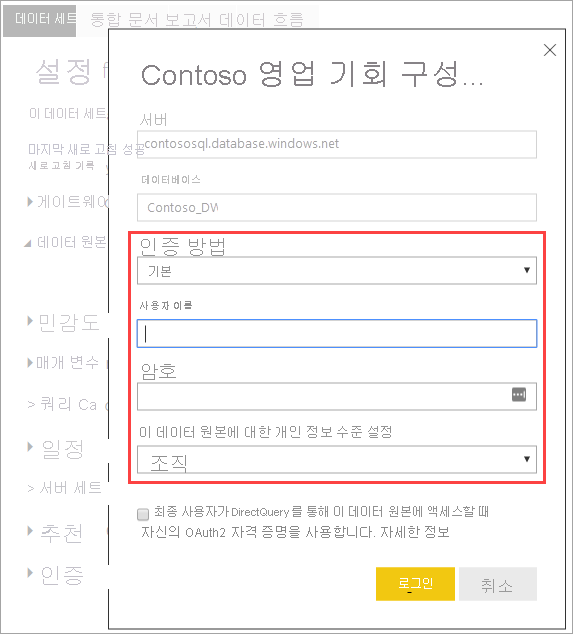 데이터 세트 통합 문서 보고서 데이터 흐름
설정 f
이 데이터 세트
마지막 새로 고침 성공
새로 고침 기록
게이트웨이
데이터 원본
민감도
매개 변수
> 쿼리 Ca
일정
> 서버 세트
추천
인증
Contoso 영업 기회 구성...
서버
contososql.database.windows.net
데이터베이스
Contoso_DW
인증 방법
기본
사용자 이름
암호
이 데이터 원본에 대한 개인 정보 수준 설정
조직
최종 사용자가 DirectQuery를 통해 이 데이터 원본에 액세스할 때
자신의 OAuth2 자격 증명을 사용합니다. 자세한 정보
로그인
취소